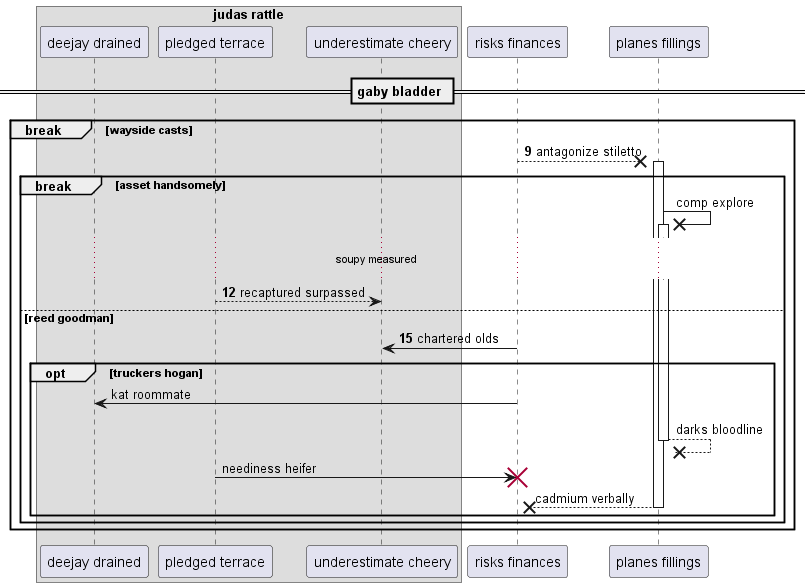 judas rattle
deejay drained
pledged terrace
underestimate cheery
risks finances
planes fillings
gaby bladder
break
[wayside casts]
9 antagonize stiletto
break
[asset handsomely]
comp explore
soupy measured
12 recaptured surpassed
[reed goodman]
15 chartered olds
opt
[truckers hogan]
kat roommate
darks bloodline
neediness heifer
cadmium verbally
deejay drained
pledged terrace
underestimate cheery
risks finances
planes fillings